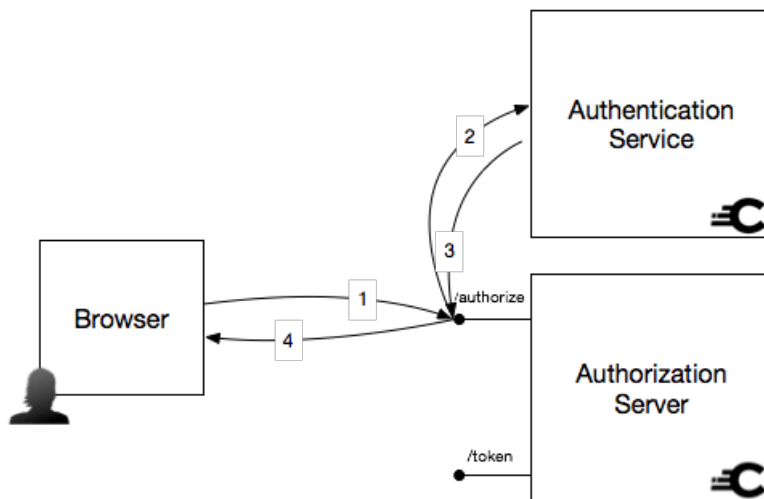 Authentication
Service
2
3
/authorize
Browser
1
4
Authorization
Server
/token